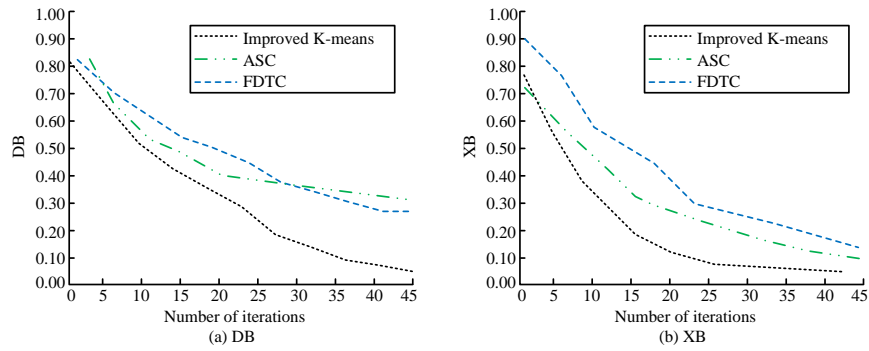 1.00
0.90
0.80
0.70
0.60
0.50
0.40
0.30
0.20
0.10
0.00
DB
Improved K-means
ASC
FDTC
0 10 20 30 40 45
Number of iterations
(a) DB
1.00
0.90
0.80
0.70
0.60
0.50
0.40
0.30
0.20
0.10
0.00
XB
Improved K-means
ASC
FDTC
0 5 10 15 20 25 30 35 40 45
Number of iterations
(b) XB